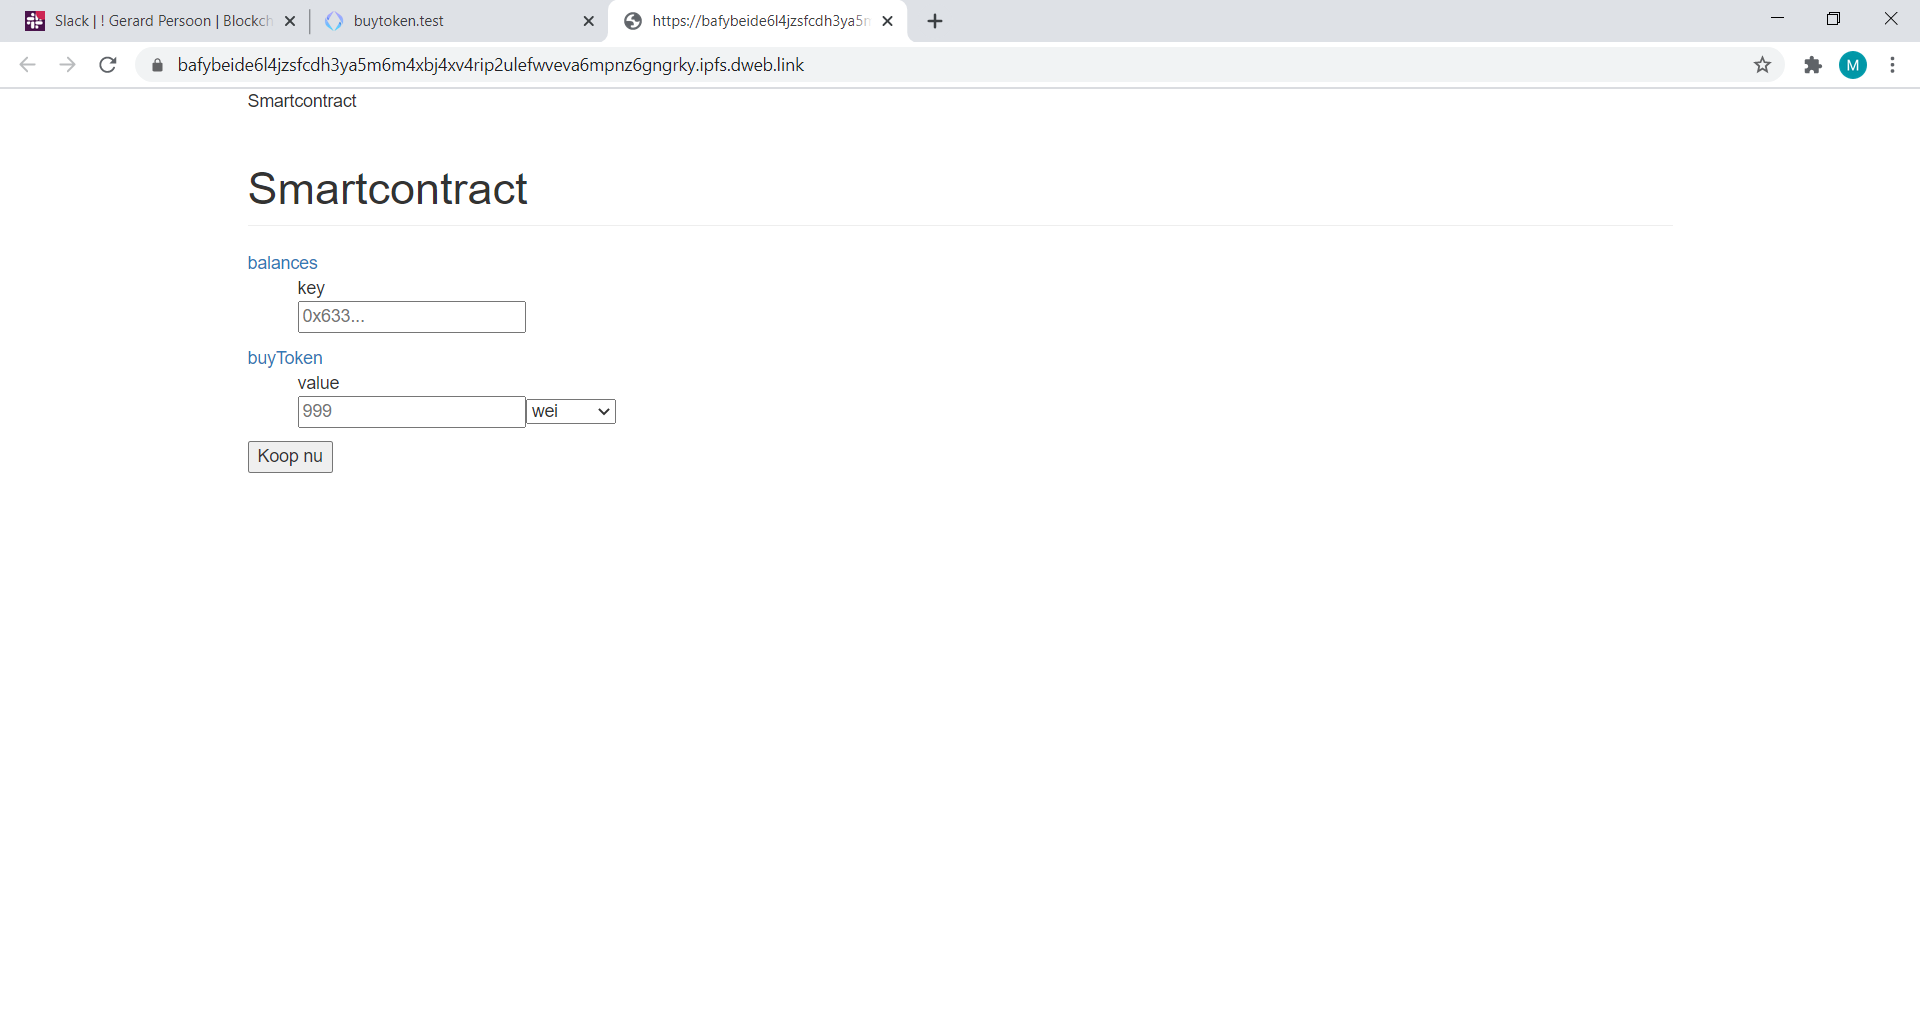 Slack | ! Gerard Persoon | Blockch
buytoken.test
https://bafybeide6l4jzsfcdh3ya5m
bafybeide6l4jzsfcdh3ya5m6m4xbj4xv4rip2ulefwveva6mpnz6gngrky.ipfs.dweb.link
M
Smartcontract
Smartcontract
balances
key
0x633...
buyToken
value
999
wei
Koop nu